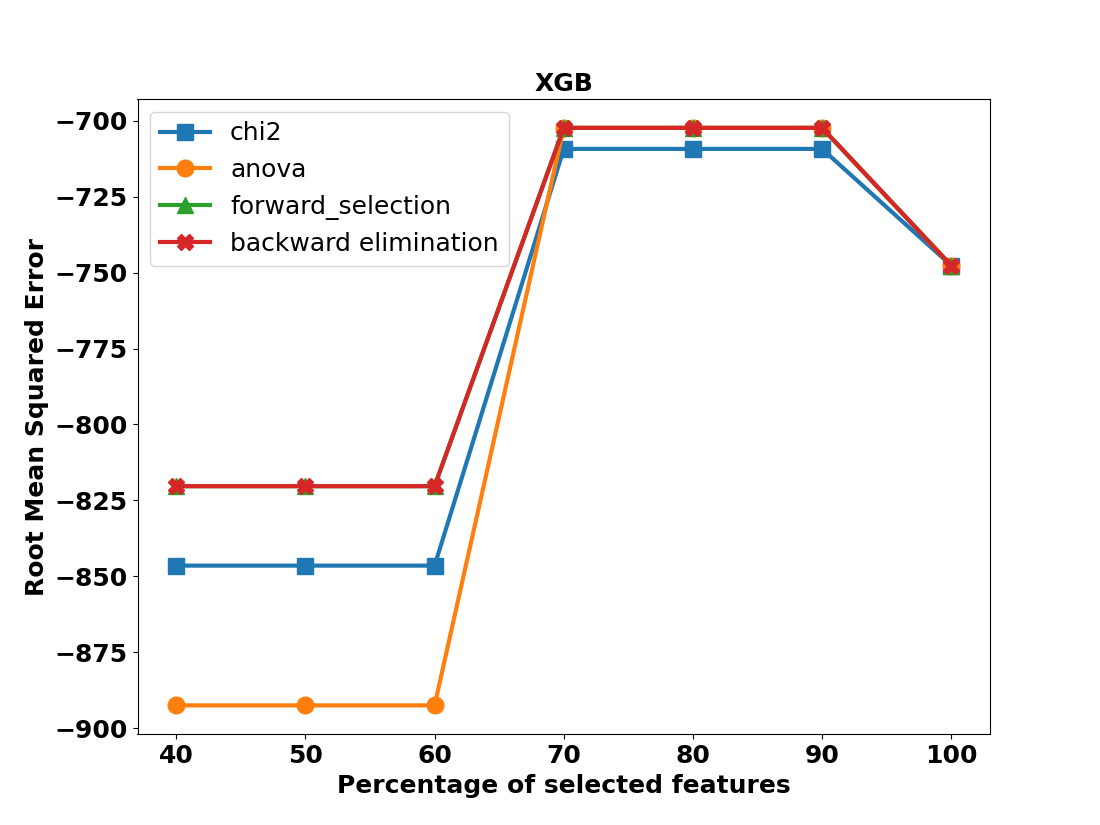 XGB
chi2
anova
forward_selection
backward elimination
Root Mean Squared Error
−700
−725
−750
−775
−800
−825
−850
−875
−900
40 50 60 70 80 90 100
Percentage of selected features